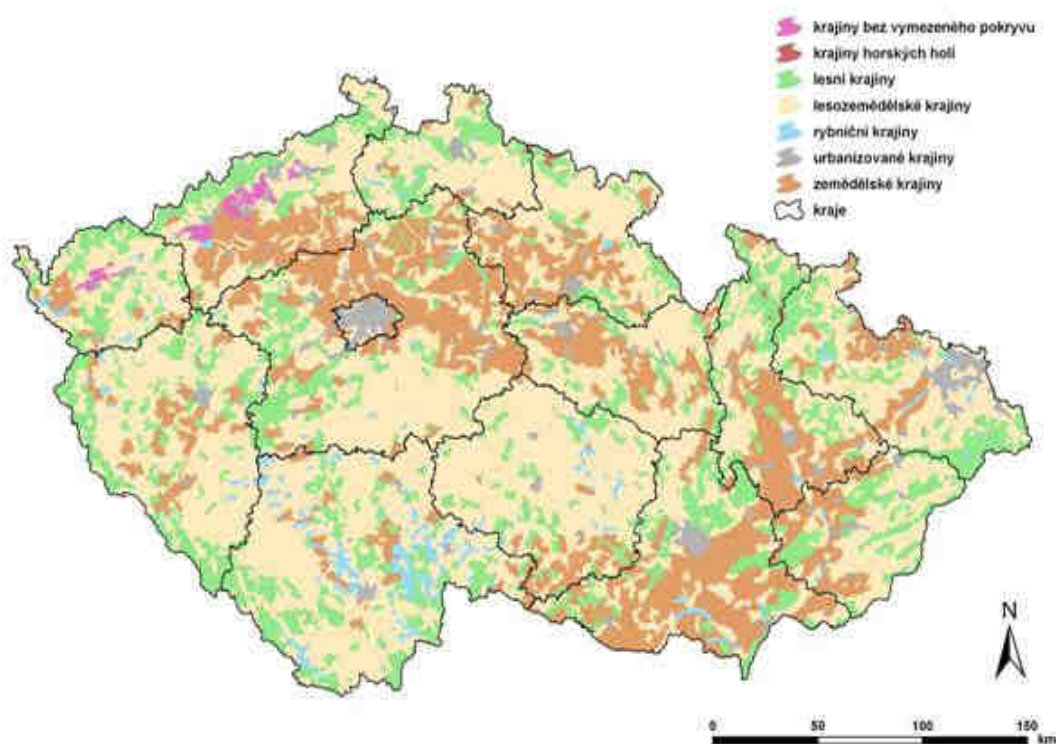 krajiny bez vymezeného pokryvu
krajiny horských holí
lesní krajiny
lesozemědělské krajiny
rybniční krajiny
urbanizované krajiny
zemědělské krajiny
kraje
N
0 50 100 150
km